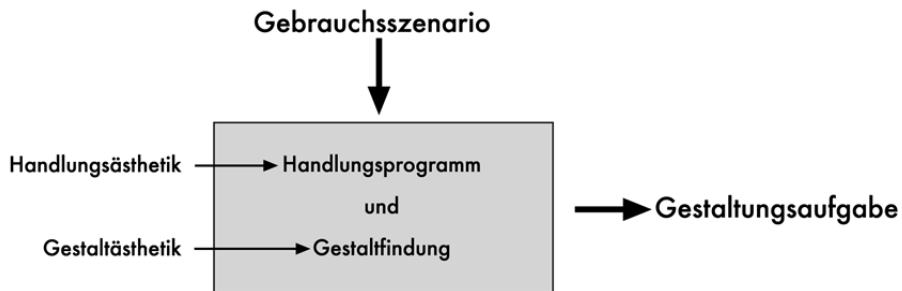 Gebrauchsszenario
Handlungsästhetik
Handlungsprogramm
und
Gestaltungsaufgabe
Gestaltästhetik
Gestaltfindung